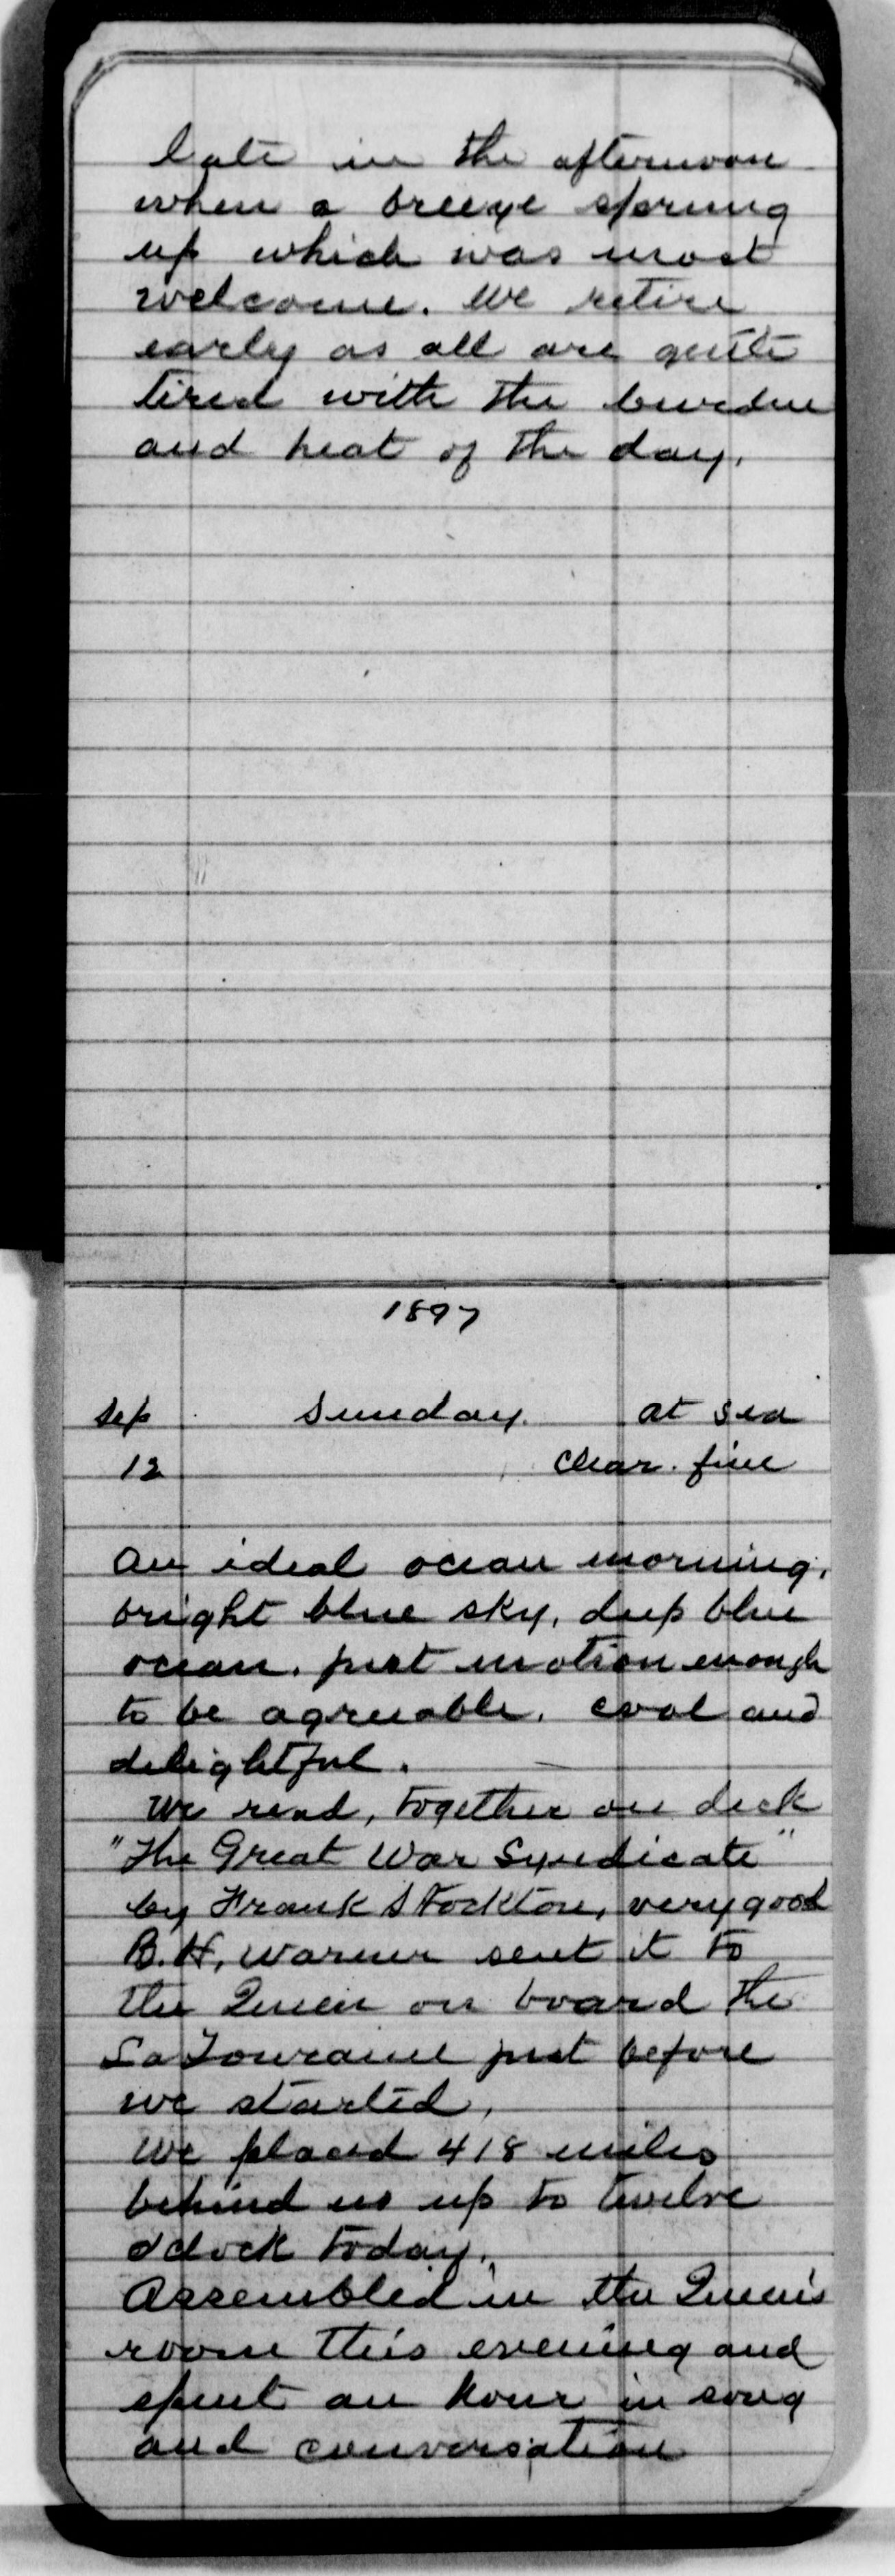 late in the afternoon
when a breeze sprung
up which was most
welcome. We retire
early as all are quite
tired with the burden
and heat of the day.
1897
Sep Sunday. at sea
12 clear. fine
An ideal ocean morning,
bright blue sky, deep blue
ocean. just motion enough
to be agreeable. cool and
delightful.
We read, together on deck
"The Great War Syndicate"
by Frank Stockton, very good
B.H. Warner sent it to
the Queen on board the
La Touraine just before
we started.
We placed 418 miles
behind us up to twelve
o'clock today.
Assembled in the Queen's
room this evening and
spent an hour in song
and conversation